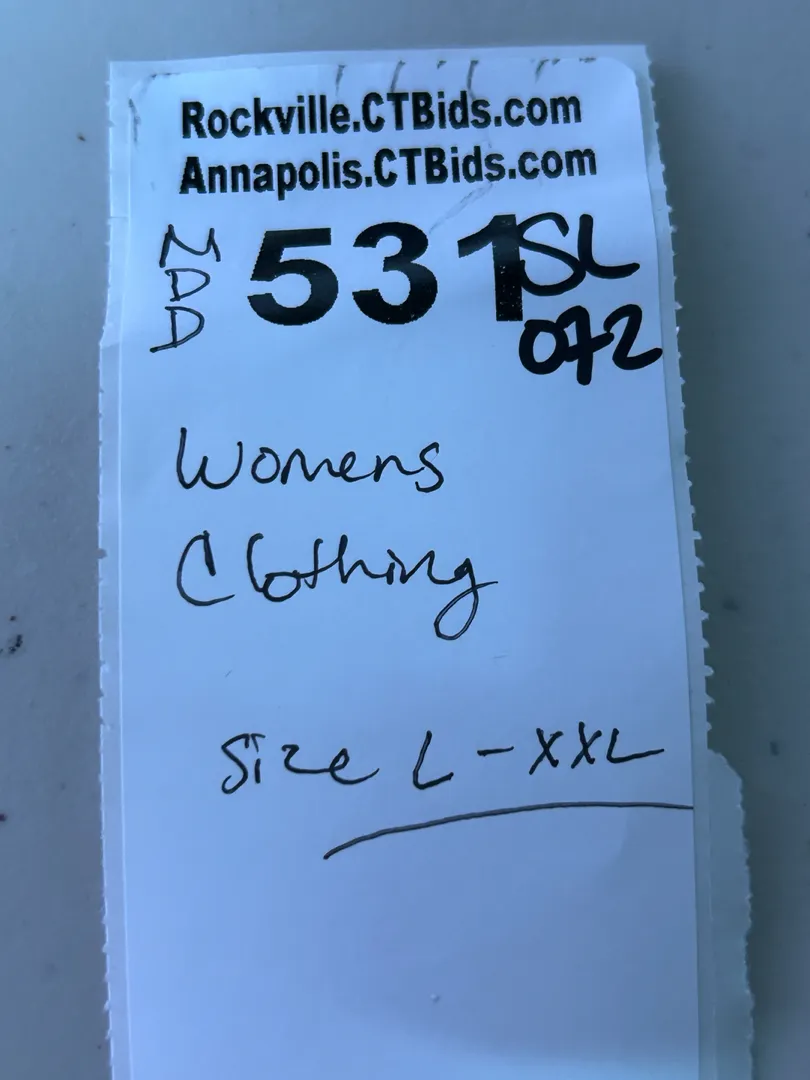 Rockville.CTBids.com
Annapolis.CTBids.com
MDD 531 SL
072
Womens
Clothing
Size L-XXL